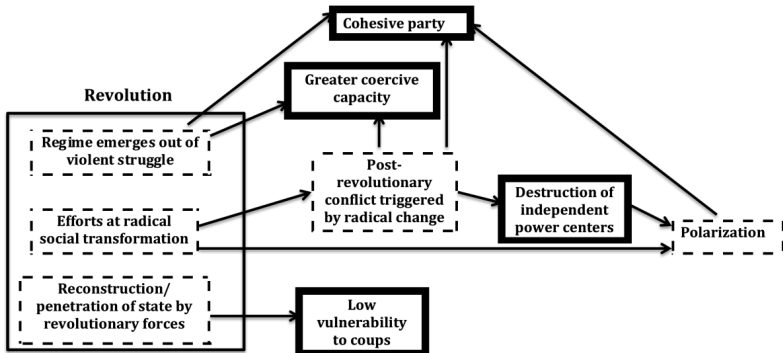 Cohesive party
Greater coercive
capacity
Revolution
Regime emerges out of
violent struggle
Post-
revolutionary
conflict triggered
by radical change
Destruction of
independent
power centers
Efforts at radical
social transformation
Polarization
Reconstruction/
penetration of state by
revolutionary forces
Low
vulnerability
to coups